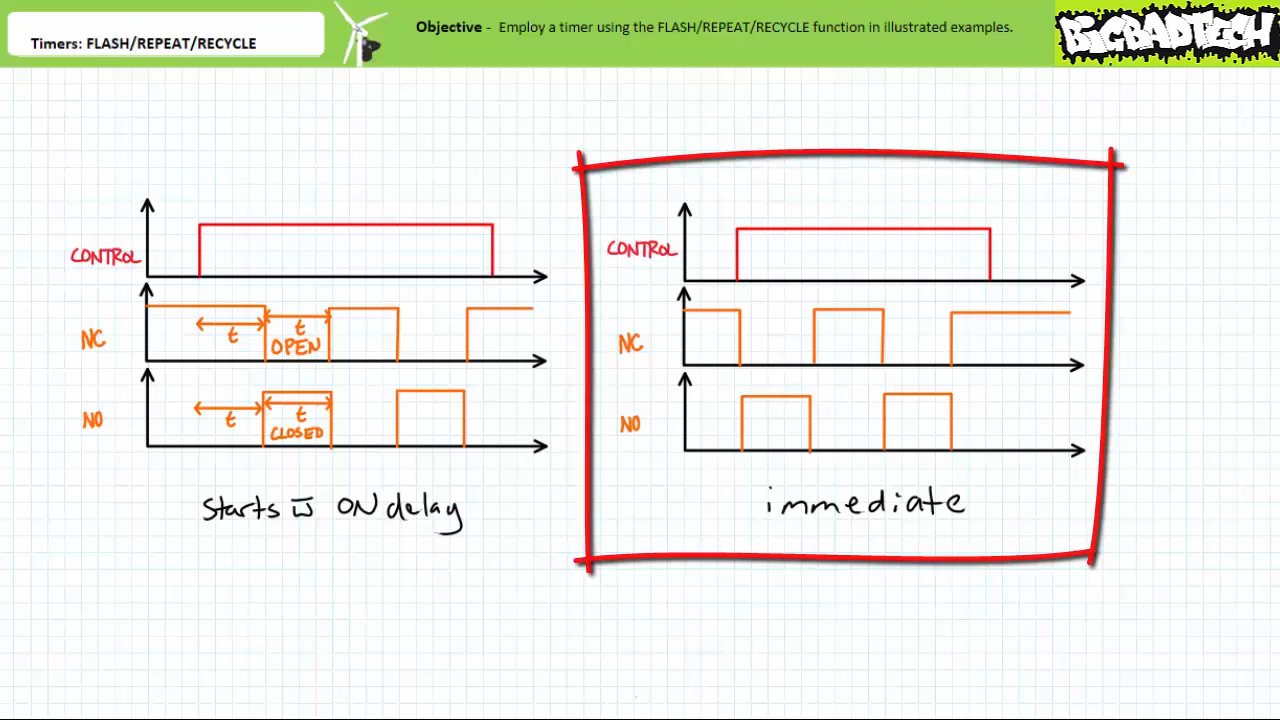 Timers: FLASH/REPEAT/RECYCLE
Objective - Employ a timer using the FLASH/REPEAT/RECYCLE function in illustrated examples.
BIGBADTECH
CONTROL
NC
t
t
OPEN
NO
t
t
CLOSED
starts w̅ ON delay
CONTROL
NC
NO
immediate